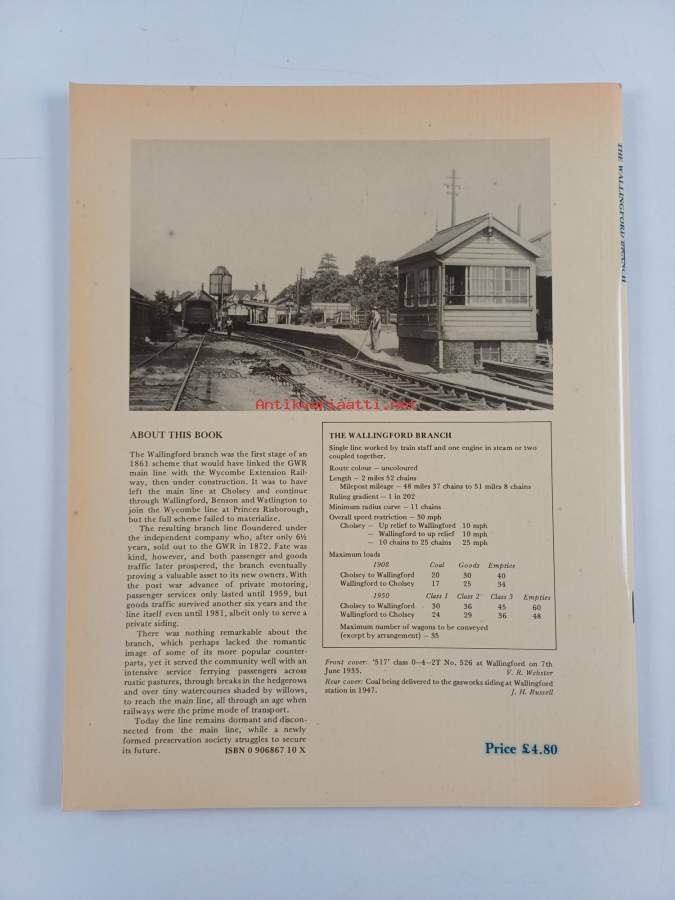 THE WALLINGFORD BRANCH
Antikvariaatti.net
ABOUT THIS BOOK
The Wallingford branch was the first stage of an
1861 scheme that would have linked the GWR
main line with the Wycombe Extension Rail-
way, then under construction. It was to have
left the main line at Cholsey and continue
through Wallingford, Benson and Watlington to
join the Wycombe line at Princes Risborough,
but the full scheme failed to materialize.
The resulting branch line floundered under
the independent company who, after only 6½
years, sold out to the GWR in 1872. Fate was
kind, however, and both passenger and goods
traffic later prospered, the branch eventually
proving a valuable asset to its new owners. With
the post war advance of private motoring,
passenger services only lasted until 1959, but
goods traffic survived another six years and the
line itself even until 1981, albeit only to serve a
private siding.
There was nothing remarkable about the
branch, which perhaps lacked the romantic
image of some of its more popular counter-
parts, yet it served the community well with an
intensive service ferrying passengers across
rustic pastures, through breaks in the hedgerows
and over tiny watercourses shaded by willows,
to reach the main line, all through an age when
railways were the prime mode of transport.
Today the line remains dormant and discon-
nected from the main line, while a newly
formed preservation society struggles to secure
its future. ISBN 0 906867 10 X
THE WALLINGFORD BRANCH
Single line worked by train staff and one engine in steam or two
coupled together.
Route colour — uncoloured
Length — 2 miles 52 chains
Milepost mileage — 48 miles 37 chains to 51 miles 8 chains
Ruling gradient — 1 in 202
Minimum radius curve — 11 chains
Overall speed restriction — 30 mph
Cholsey — Up relief to Wallingford 10 mph
— Wallingford to up relief 10 mph
— 10 chains to 25 chains 25 mph
Maximum loads
1908 Coal Goods Empties
Cholsey to Wallingford 20 30 40
Wallingford to Cholsey 17 25 34
1950 Class 1 Class 2 Class 3 Empties
Cholsey to Wallingford 30 36 45 60
Wallingford to Cholsey 24 29 36 48
Maximum number of wagons to be conveyed
(except by arrangement) — 35
Front cover: '517' class 0–4–2T No. 526 at Wallingford on 7th
June 1933. V. R. Webster
Rear cover: Coal being delivered to the gasworks siding at Wallingford
station in 1947. J. H. Russell
Price £4.80